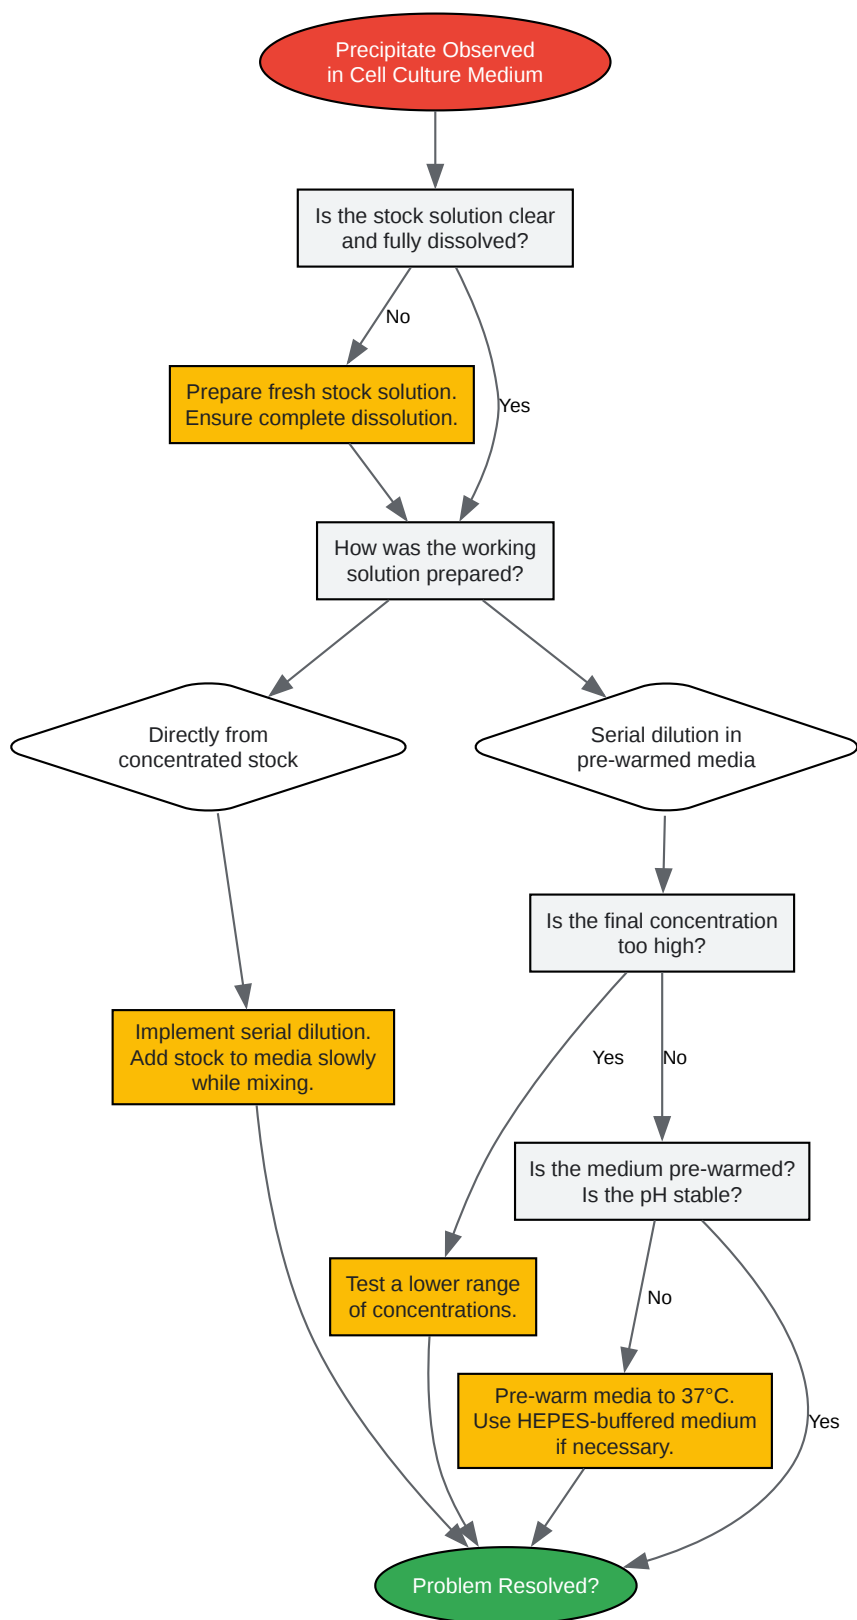 Precipitate Observed
in Cell Culture Medium
Is the stock solution clear
and fully dissolved?
No
Prepare fresh stock solution.
Ensure complete dissolution.
Yes
How was the working
solution prepared?
Directly from
concentrated stock
Serial dilution in
pre-warmed media
Is the final concentration
too high?
Implement serial dilution.
Add stock to media slowly
while mixing.
Yes
No
Is the medium pre-warmed?
Is the pH stable?
Test a lower range
of concentrations.
No
Pre-warm media to 37°C.
Use HEPES-buffered medium
if necessary.
Yes
Problem Resolved?